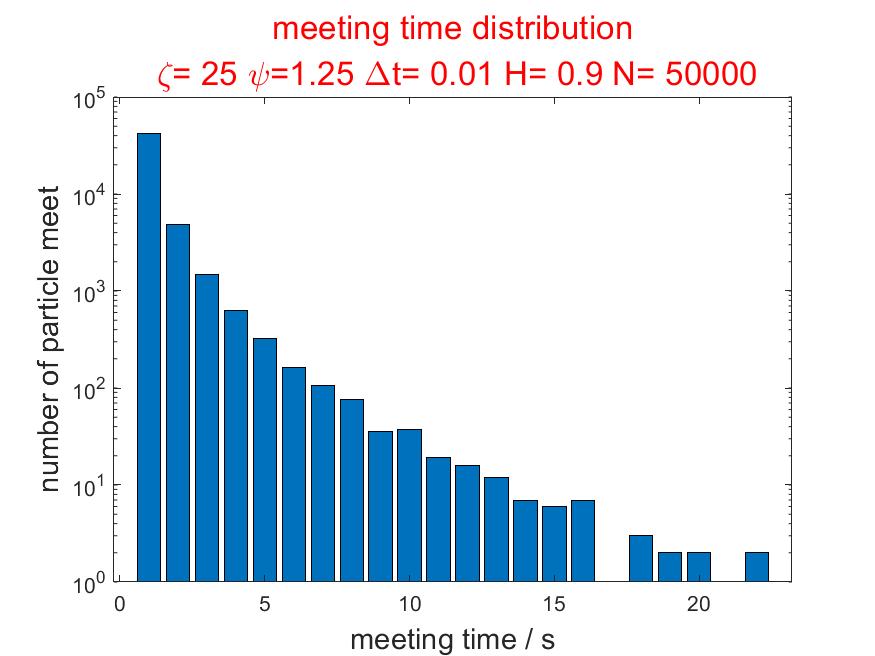 meeting time distribution
ζ= 25 ψ=1.25 Δt= 0.01 H= 0.9 N= 50000
number of particle meet
10^5
10^4
10^3
10^2
10^1
10^0
0 5 10 15 20
meeting time / s